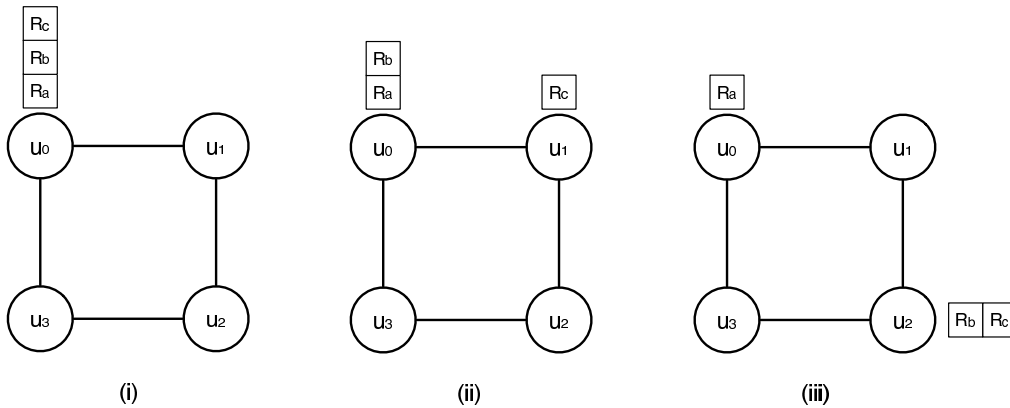 Rc
Rb
Ra
u0 u1
u3 u2
(i)
Rb
Ra Rc
u0 u1
u3 u2
(ii)
Ra
u0 u1
u3 u2 Rb Rc
(iii)